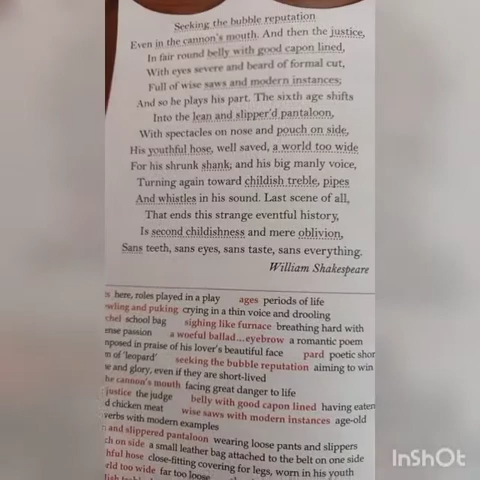 Seeking the bubble reputation
Even in the cannon's mouth. And then the justice,
In fair round belly with good capon lined,
With eyes severe and beard of formal cut,
Full of wise saws and modern instances;
And so he plays his part. The sixth age shifts
Into the lean and slipper'd pantaloon,
With spectacles on nose and pouch on side,
His youthful hose, well saved, a world too wide
For his shrunk shank; and his big manly voice,
Turning again toward childish treble, pipes
And whistles in his sound. Last scene of all,
That ends this strange eventful history,
Is second childishness and mere oblivion,
Sans teeth, sans eyes, sans taste, sans everything.
William Shakespeare
here, roles played in a play ages periods of life
and puking crying in a thin voice and drooling
school bag sighing like furnace breathing hard with
passion a woeful ballad...eyebrow a romantic poem
in praise of his lover's beautiful face pard poetic
of 'leopard' seeking the bubble reputation aiming to win
and glory, even if they are short-lived
cannon's mouth facing great danger to life
justice the judge belly with good capon lined having eaten
chicken meat wise saws with modern instances age-old
with modern examples
and slippered pantaloon wearing loose pants and slippers
on side a small leather bag attached to the belt on one side
hose close-fitting covering for legs, worn in his youth
too wide far too loose
InShOt